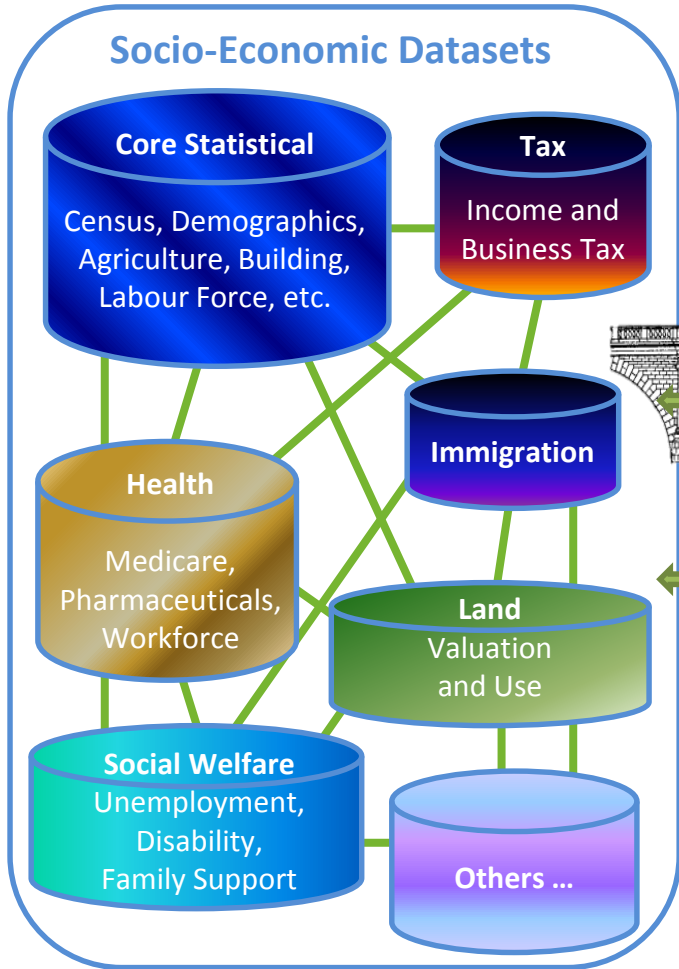 Socio-Economic Datasets
Core Statistical
Census, Demographics,
Agriculture, Building,
Labour Force, etc.
Tax
Income and
Business Tax
Immigration
Health
Medicare,
Pharmaceuticals,
Workforce
Land
Valuation
and Use
Social Welfare
Unemployment,
Disability,
Family Support
Others ...